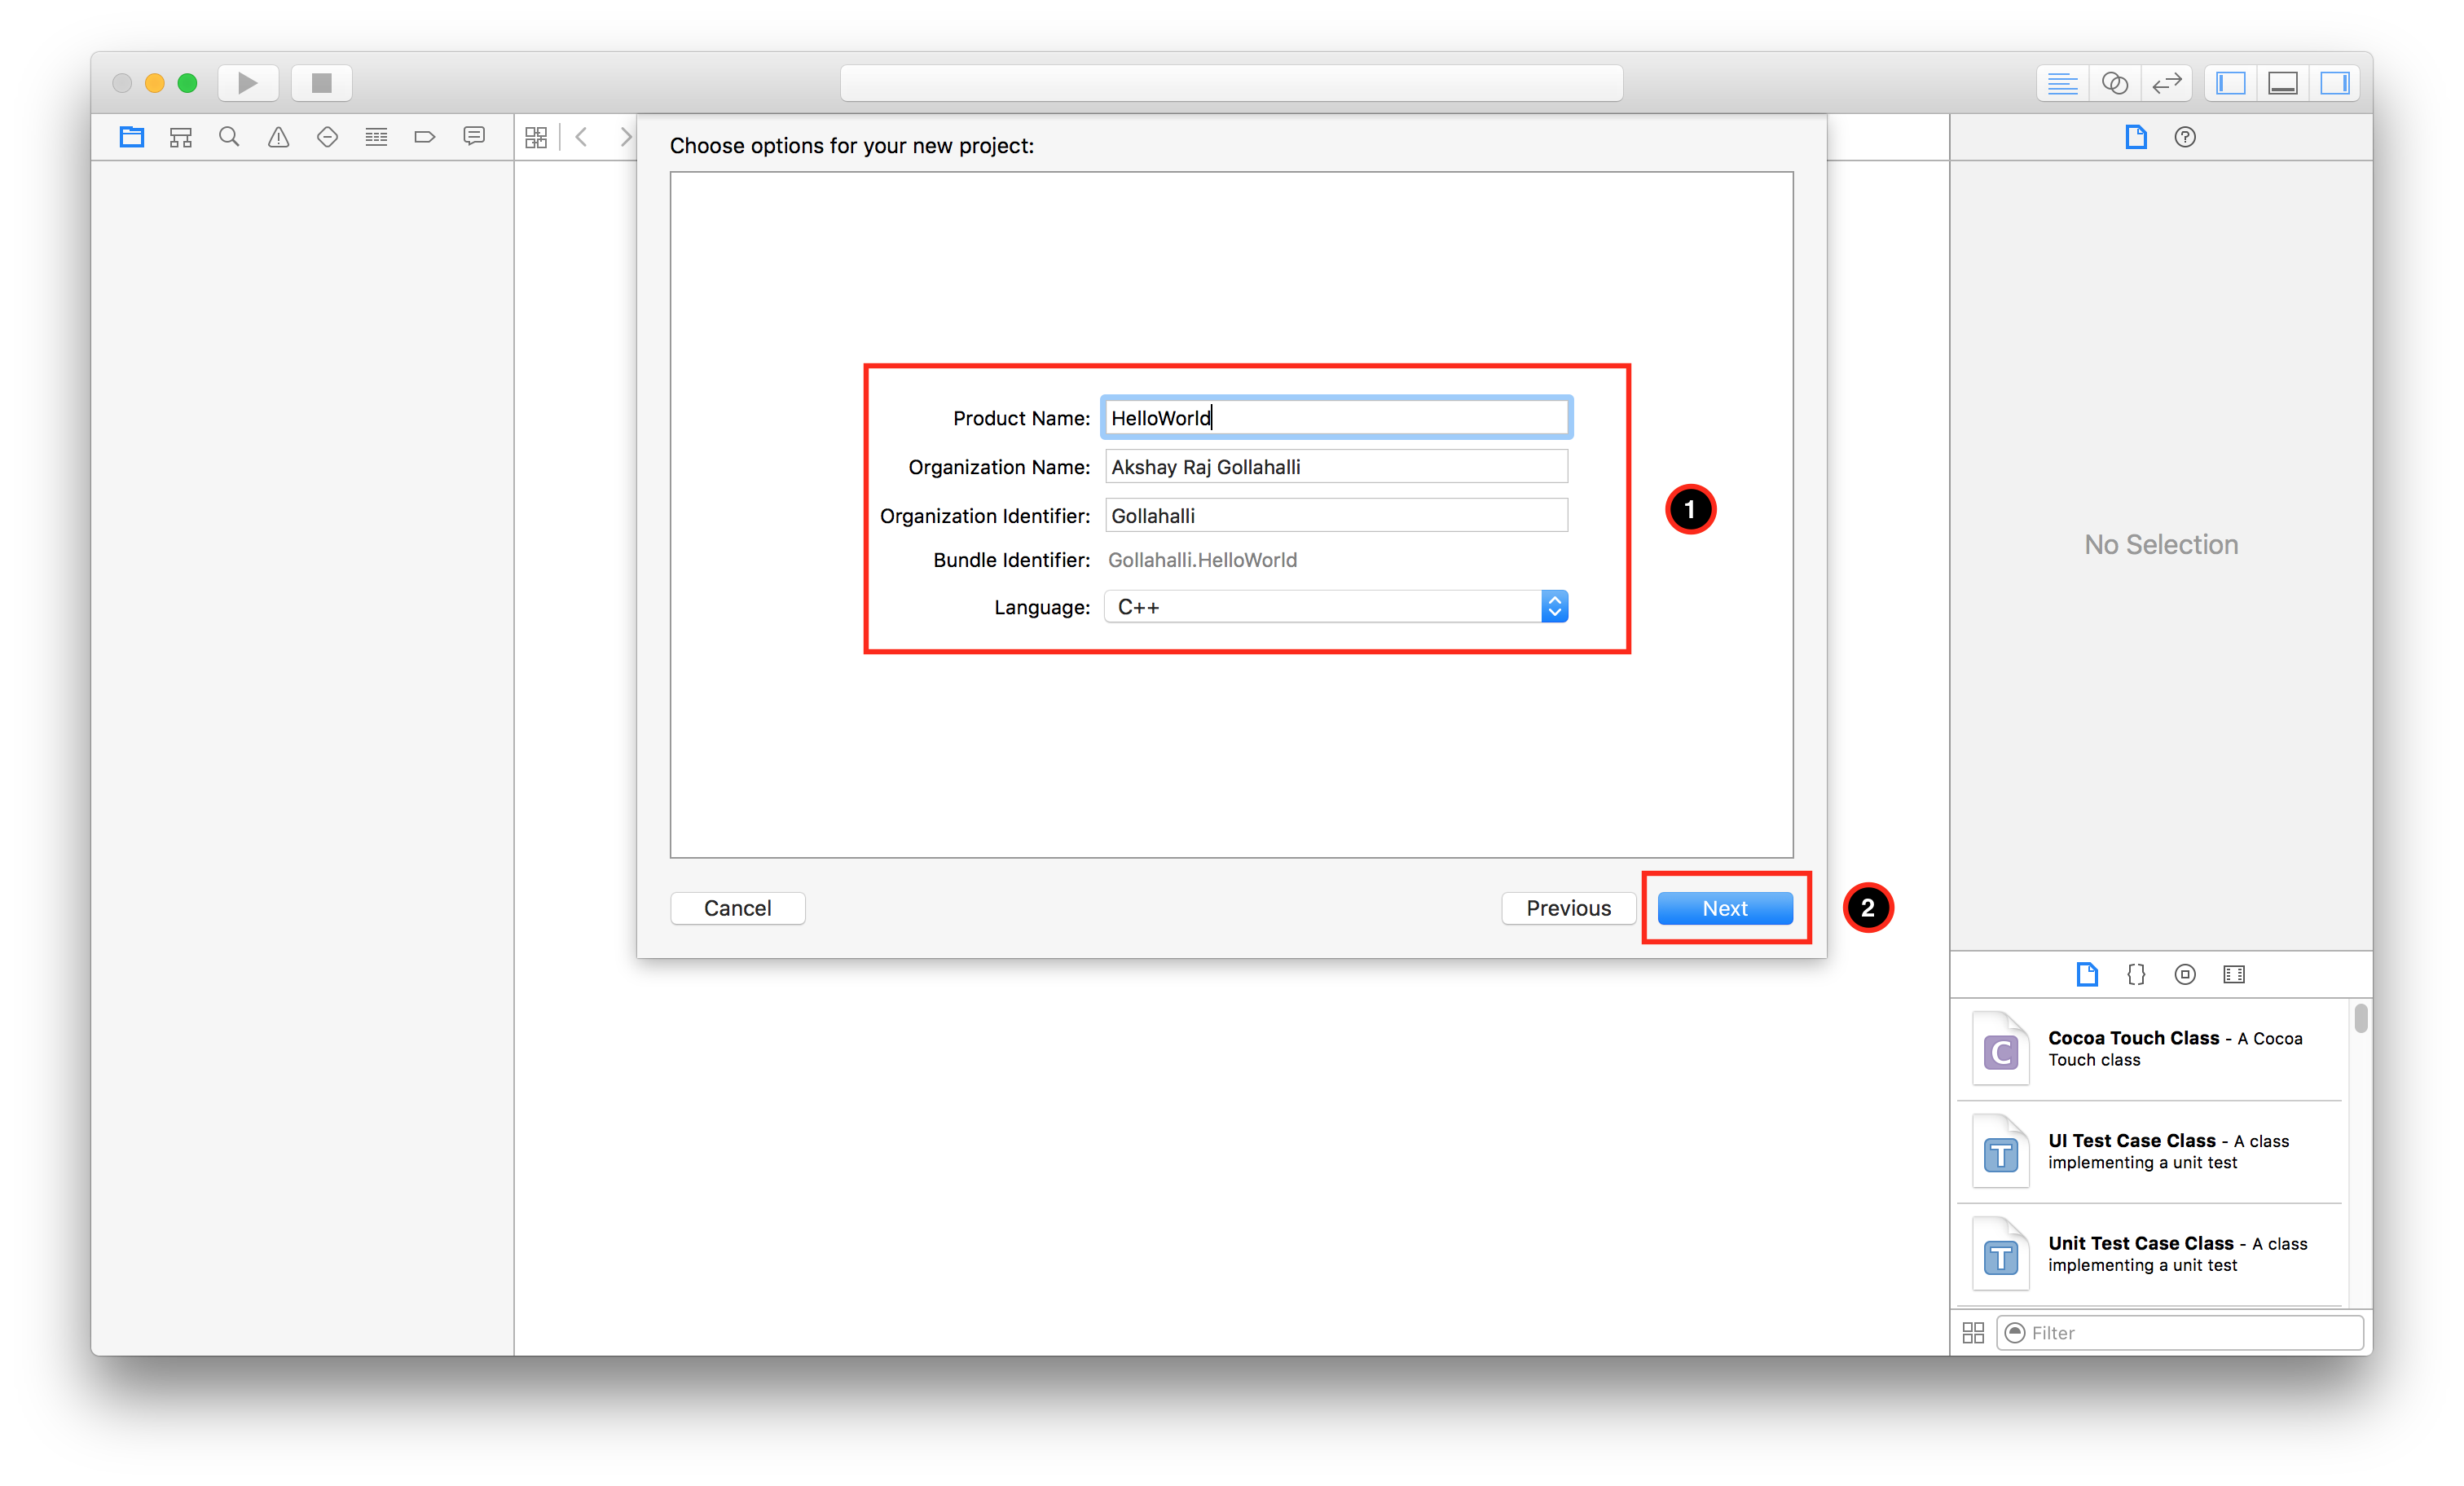 Choose options for your new project:
Product Name: HelloWorld
Organization Name: Akshay Raj Gollahalli
Organization Identifier: Gollahalli
Bundle Identifier: Gollahalli.HelloWorld
Language: C++
1
Cancel
Previous
Next
2
No Selection
C
Cocoa Touch Class - A Cocoa
Touch class
T
UI Test Case Class - A class
implementing a unit test
T
Unit Test Case Class - A class
implementing a unit test
Filter